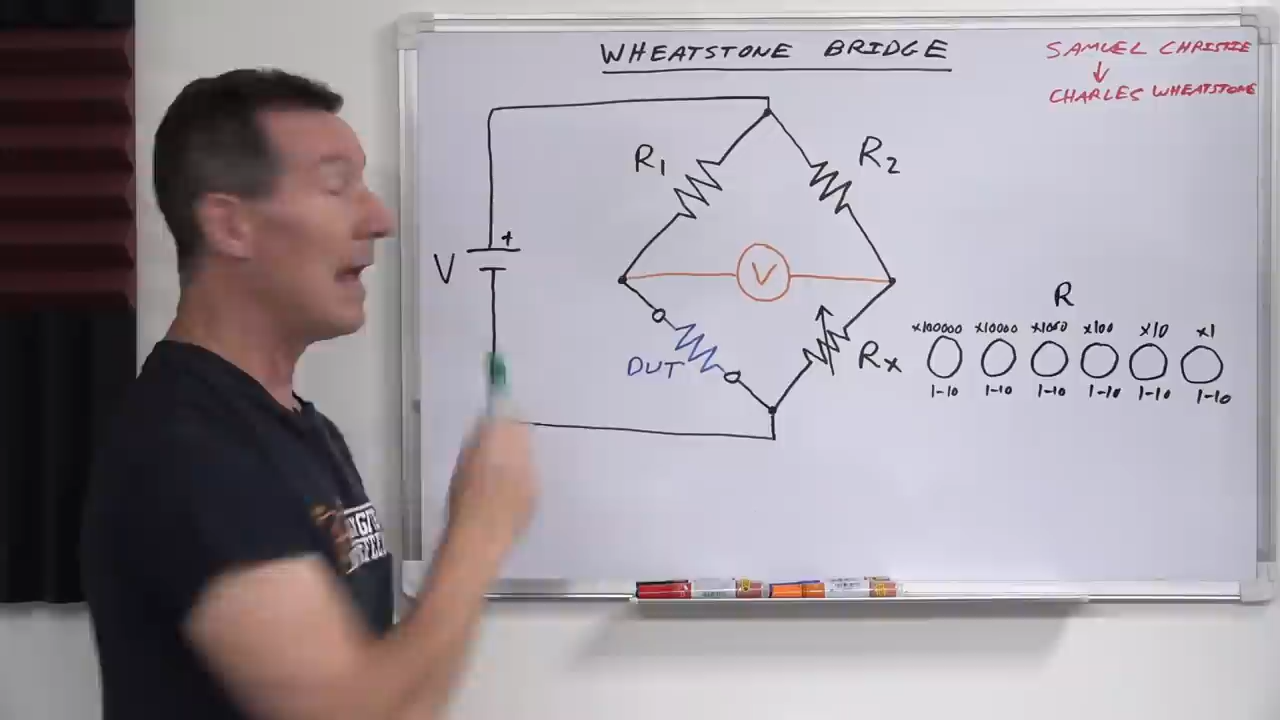 WHEATSTONE BRIDGE
SAMUEL CHRISTIE
↓
CHARLES WHEATSTONE
R1
R2
V
+
V
DUT
RX
R
x100000 x10000 x1000 x100 x10 x1
1-10 1-10 1-10 1-10 1-10 1-10